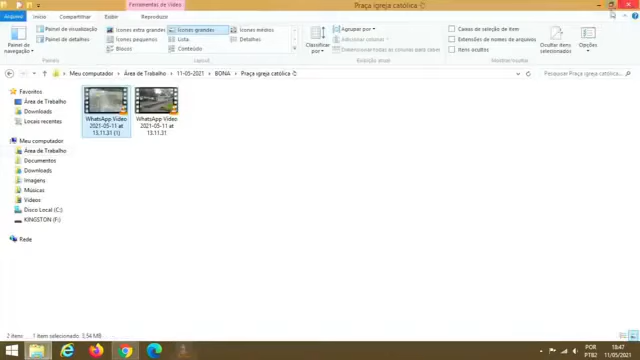 Ferramentas de Vídeo
Praça igreja católica
Arquivo Início Compartilhar Exibir Reproduzir
Painel de navegação
Painel de visualização
Painel de detalhes
Ícones extra grandes Ícones grandes Ícones médios
Ícones pequenos Lista Detalhes
Blocos Conteúdo
Classificar por
Agrupar por
Adicionar colunas
Dimensionar todas as colunas para caber
Caixas de seleção de item
Extensões de nomes de arquivos
Itens ocultos
Ocultar itens selecionados
Opções
Painéis Layout Exibição atual Mostrar/ocultar
Meu computador Área de Trabalho 11-05-2021 BONA Praça igreja católica
Pesquisar Praça igreja católica
Favoritos
Área de Trabalho
Downloads
Locais recentes
Meu computador
Área de Trabalho
Documentos
Downloads
Imagens
Músicas
Vídeos
Disco Local (C:)
KINGSTON (F:)
Rede
WhatsApp Video 2021-05-11 at 13.11.31 (1)
WhatsApp Video 2021-05-11 at 13.11.31
2 itens 1 item selecionado 3,54 MB
POR
PTB2
18:47
11/05/2021